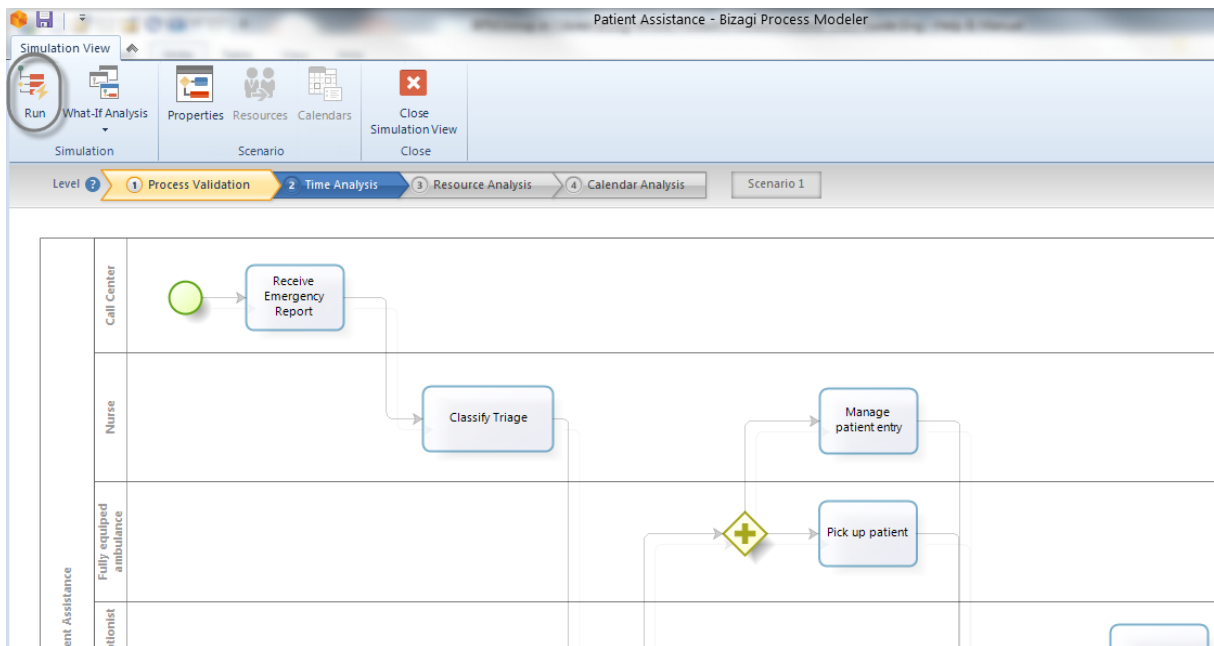 Patient Assistance - Bizagi Process Modeler
Simulation View
Run
What-If Analysis
Properties
Resources
Calendars
Close
Simulation View
Simulation
Scenario
Close
Level ?
1 Process Validation
2 Time Analysis
3 Resource Analysis
4 Calendar Analysis
Scenario 1
Call Center
Receive
Emergency
Report
Nurse
Classify Triage
Manage
patient entry
Fully equiped
ambulance
Pick up patient
ent Assistance
tionist